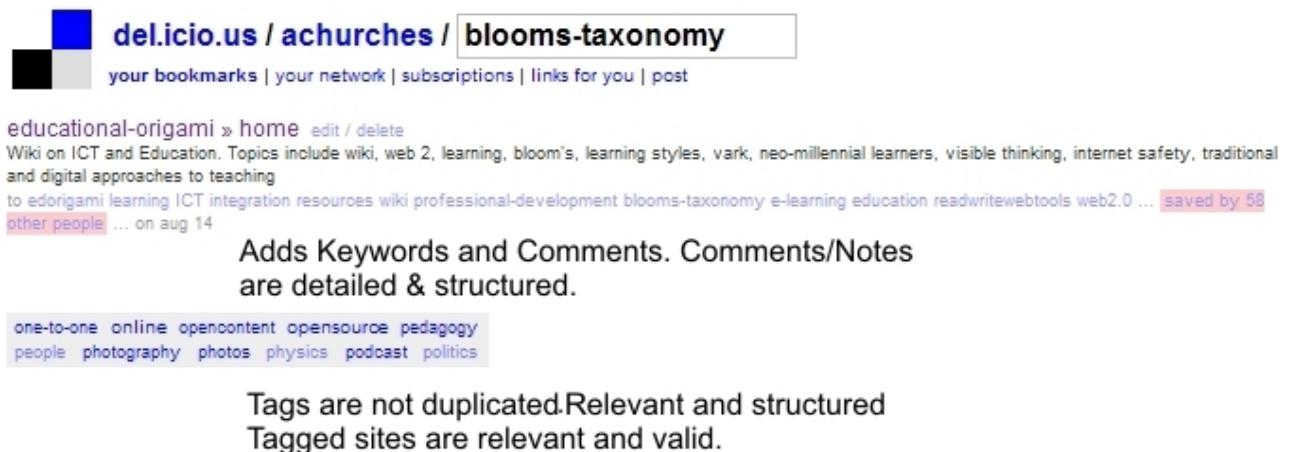 del.icio.us / achurches / blooms-taxonomy
your bookmarks | your network | subscriptions | links for you | post
educational-origami » home edit / delete
Wiki on ICT and Education. Topics include wiki, web 2, learning, bloom's, learning styles, vark, neo-millennial learners, visible thinking, internet safety, traditional
and digital approaches to teaching
to edorigami learning ICT integration resources wiki professional-development blooms-taxonomy e-learning education readwritewebtools web2.0 ... saved by 58
other people ... on aug 14
Adds Keywords and Comments. Comments/Notes
are detailed & structured.
one-to-one online opencontent opensource pedagogy
people photography photos physics podcast politics
Tags are not duplicated.Relevant and structured
Tagged sites are relevant and valid.